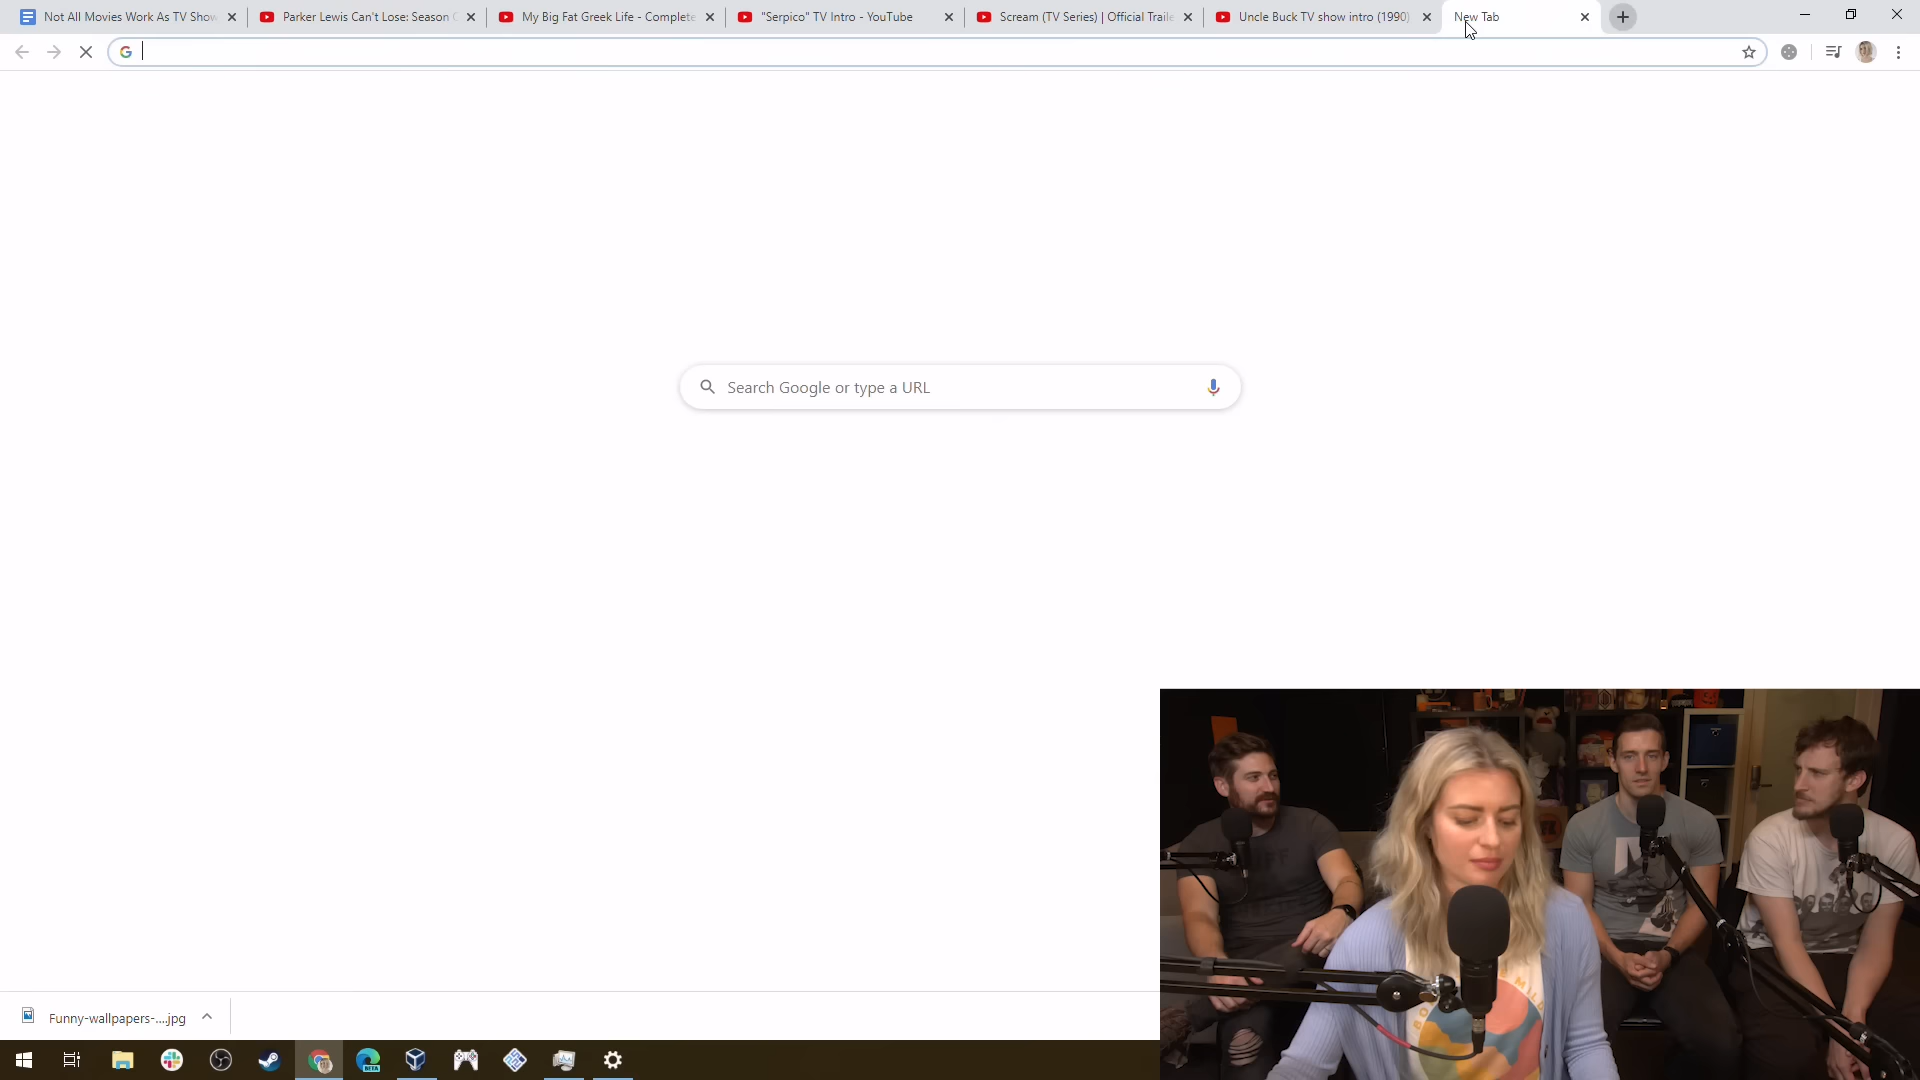 Not All Movies Work As TV Show
Parker Lewis Can't Lose: Season
My Big Fat Greek Life - Complete
"Serpico" TV Intro - YouTube
Scream (TV Series) | Official Traile
Uncle Buck TV show intro (1990)
New Tab
Search Google or type a URL
Funny-wallpapers-....jpg
BETA